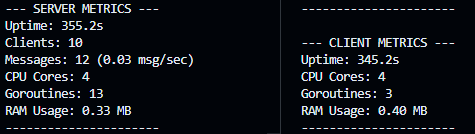 --- SERVER METRICS ---
Uptime: 355.2s
Clients: 10
Messages: 12 (0.03 msg/sec)
CPU Cores: 4
Goroutines: 13
RAM Usage: 0.33 MB
----------------------
----------------------
--- CLIENT METRICS ---
Uptime: 345.2s
CPU Cores: 4
Goroutines: 3
RAM Usage: 0.40 MB
----------------------